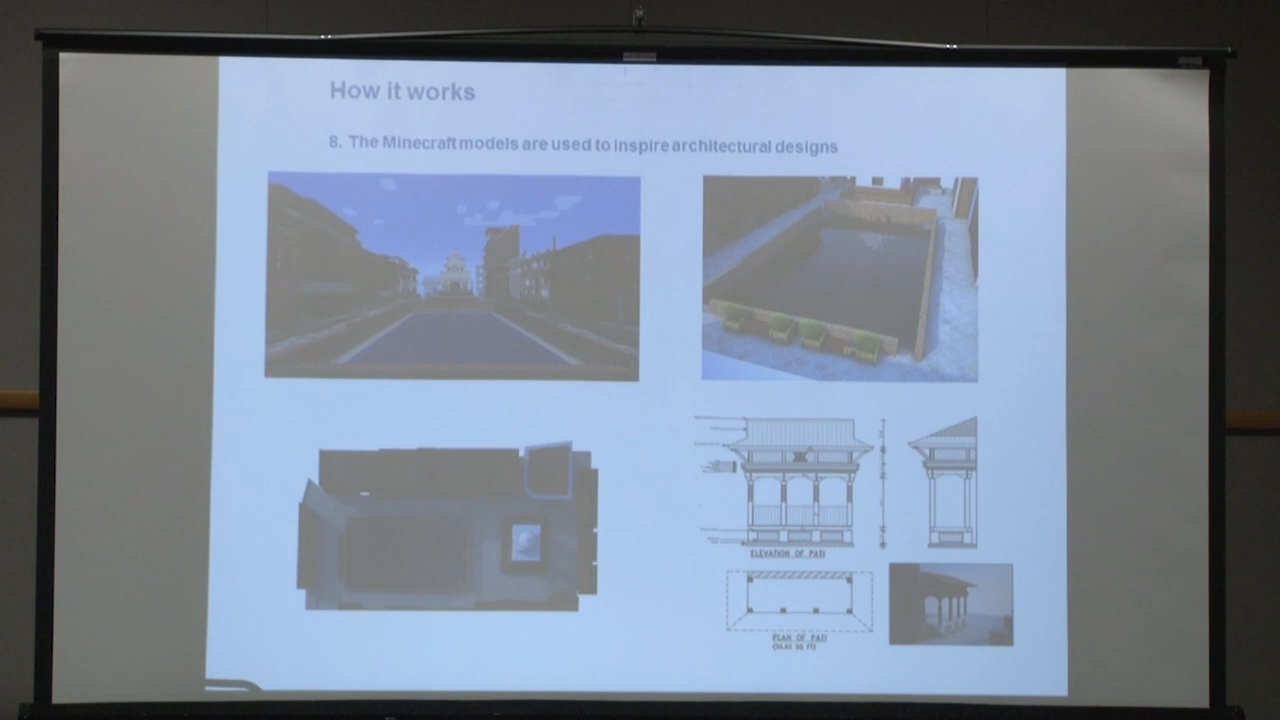 How it works
8. The Minecraft models are used to inspire architectural designs
ELEVATION OF PATI
PLAN OF PATI